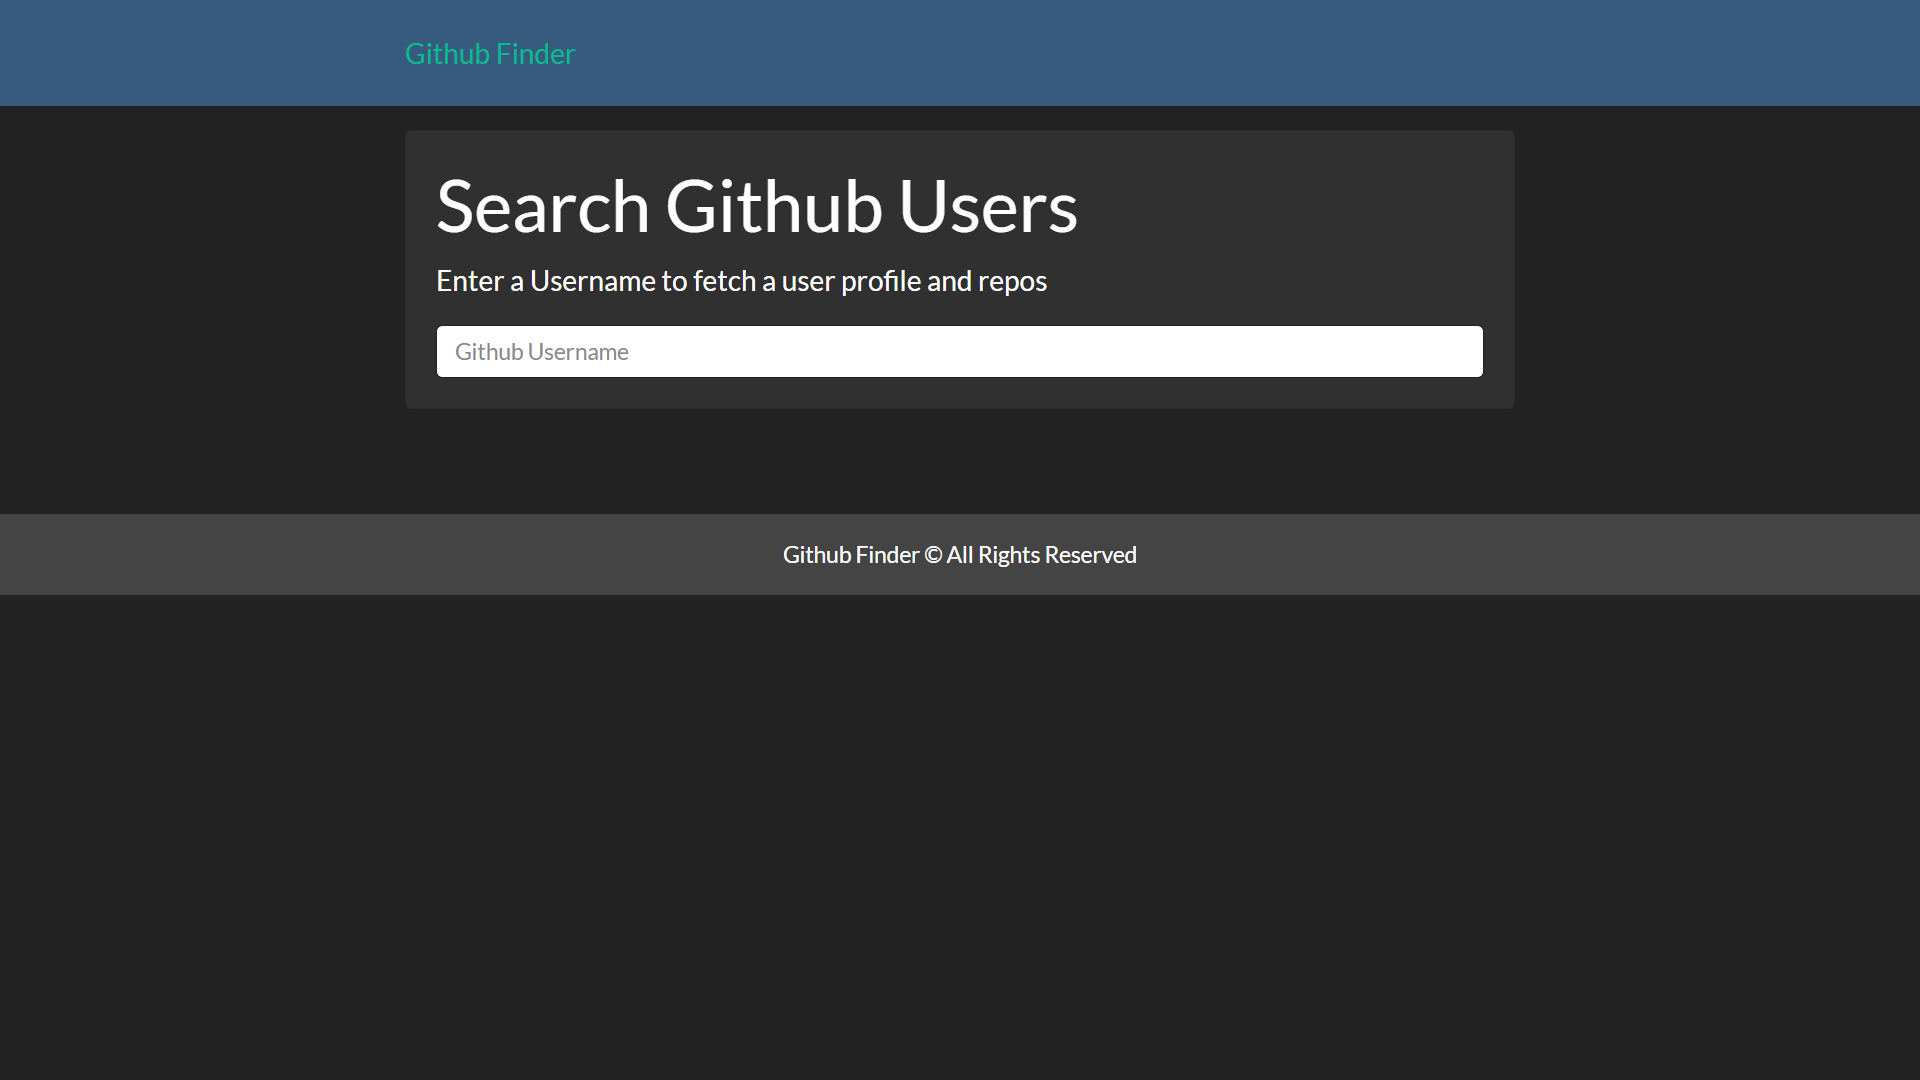 Github Finder
Search Github Users
Enter a Username to fetch a user profile and repos
Github Username
Github Finder © All Rights Reserved